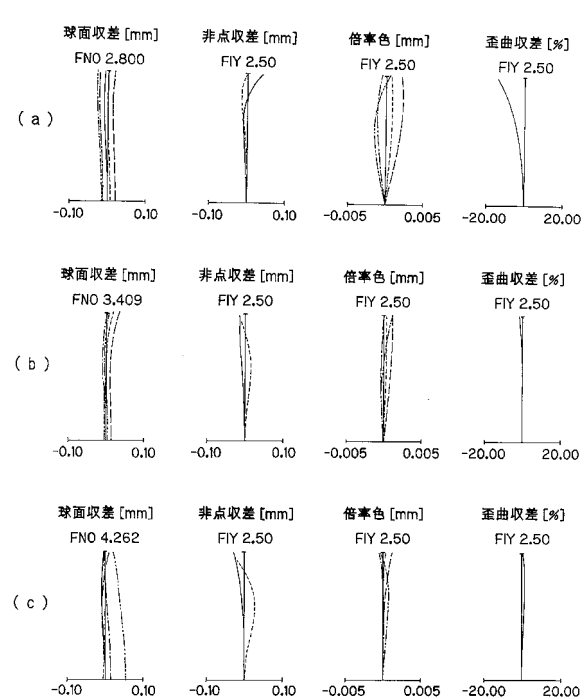 球面収差 [mm] 非点収差 [mm] 倍率色 [mm] 歪曲収差 [%]
FNO 2.800 FIY 2.50 FIY 2.50 FIY 2.50
(a)
-0.10 0.10 -0.10 0.10 -0.005 0.005 -20.00 20.00
球面収差 [mm] 非点収差 [mm] 倍率色 [mm] 歪曲収差 [%]
FNO 3.409 FIY 2.50 FIY 2.50 FIY 2.50
(b)
-0.10 0.10 -0.10 0.10 -0.005 0.005 -20.00 20.00
球面収差 [mm] 非点収差 [mm] 倍率色 [mm] 歪曲収差 [%]
FNO 4.262 FIY 2.50 FIY 2.50 FIY 2.50
(c)
-0.10 0.10 -0.10 0.10 -0.005 0.005 -20.00 20.00